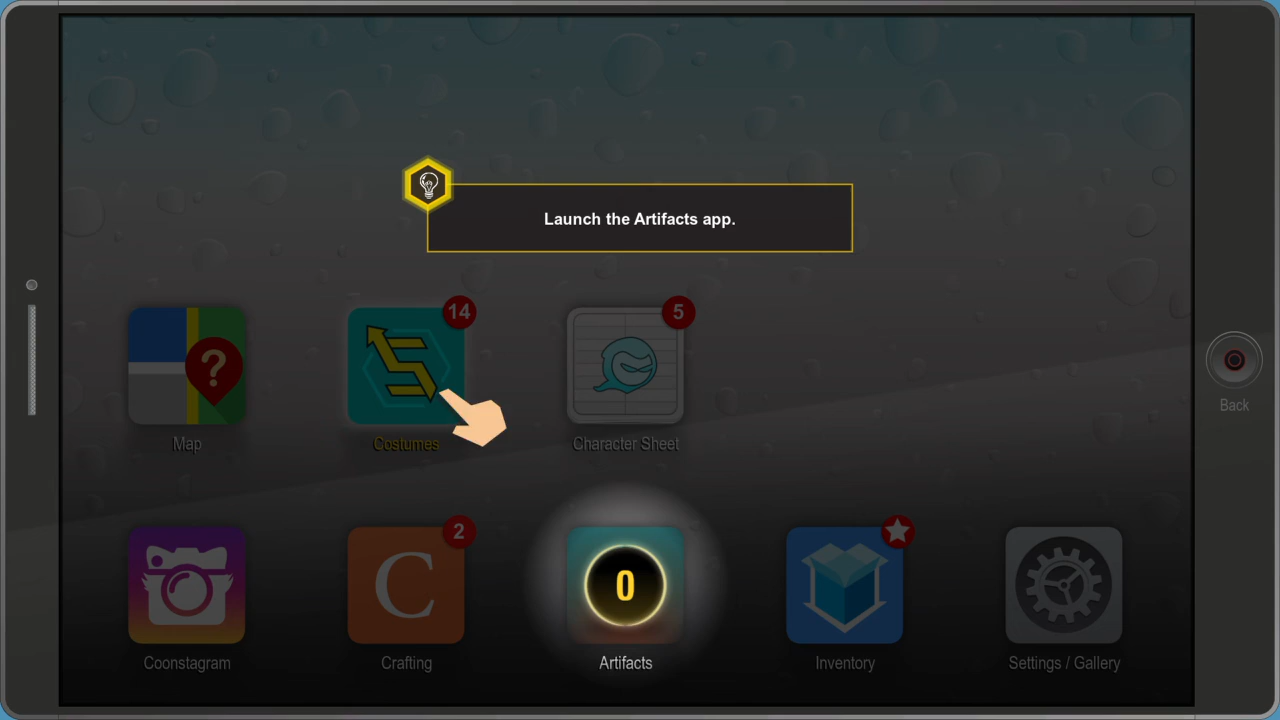 Launch the Artifacts app.
14
5
?
Map
Costumes
Character Sheet
Back
2
C
0
Coonstagram
Crafting
Artifacts
Inventory
Settings / Gallery